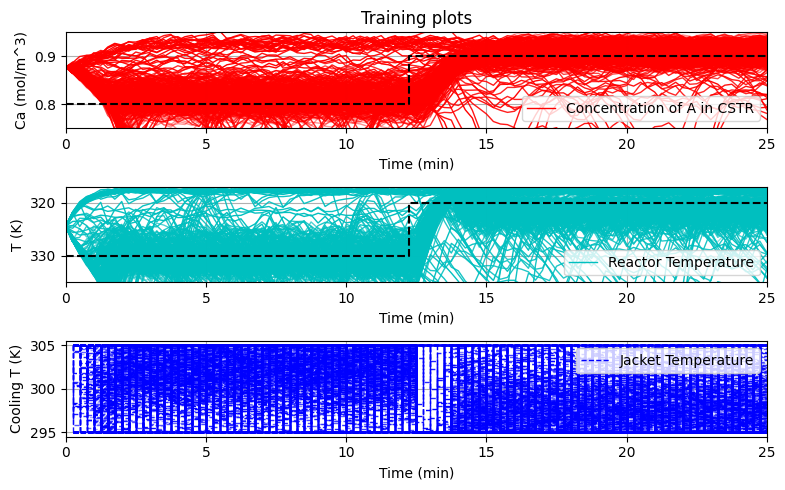 Training plots
Ca (mol/m^3)
0.9
0.8
Concentration of A in CSTR
0 5 10 15 20 25
Time (min)
T (K)
320
330
Reactor Temperature
0 5 10 15 20 25
Time (min)
Cooling T (K)
305
300
295
Jacket Temperature
0 5 10 15 20 25
Time (min)